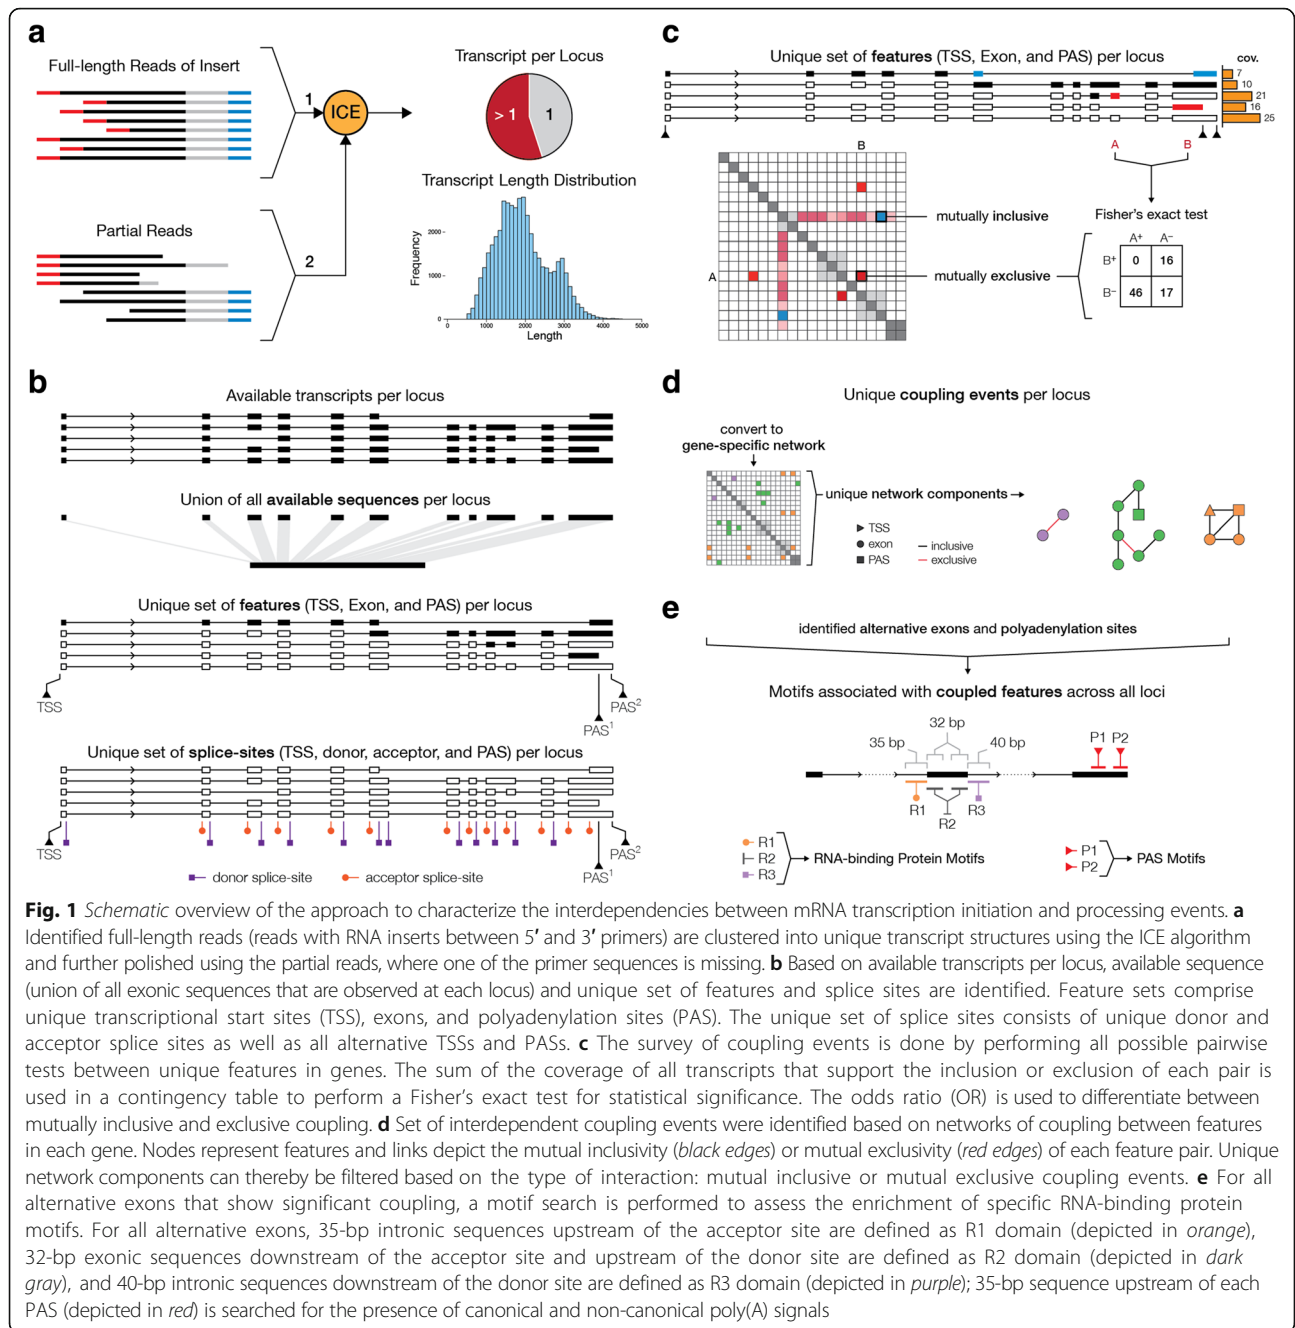 a
Full-length Reads of Insert
1
ICE
Partial Reads
2
Transcript per Locus
> 1
1
Transcript Length Distribution
Frequency
2000
1000
0
0 1000 2000 3000 4000 5000
Length
b
Available transcripts per locus
Union of all available sequences per locus
Unique set of features (TSS, Exon, and PAS) per locus
TSS
PAS1
PAS2
Unique set of splice-sites (TSS, donor, acceptor, and PAS) per locus
TSS
PAS1
PAS2
donor splice-site
acceptor splice-site
c
Unique set of features (TSS, Exon, and PAS) per locus
cov.
7
10
21
16
25
A
B
B
A
mutually inclusive
mutually exclusive
Fisher's exact test
A+ A−
B+ 0 16
B− 46 17
d
Unique coupling events per locus
convert to
gene-specific network
unique network components
TSS
exon
PAS
inclusive
exclusive
e
identified alternative exons and polyadenylation sites
Motifs associated with coupled features across all loci
32 bp
35 bp
40 bp
P1 P2
R1
R2
R3
R1
R2
R3
RNA-binding Protein Motifs
P1
P2
PAS Motifs
Fig. 1 Schematic overview of the approach to characterize the interdependencies between mRNA transcription initiation and processing events. a
Identified full-length reads (reads with RNA inserts between 5′ and 3′ primers) are clustered into unique transcript structures using the ICE algorithm
and further polished using the partial reads, where one of the primer sequences is missing. b Based on available transcripts per locus, available sequence
(union of all exonic sequences that are observed at each locus) and unique set of features and splice sites are identified. Feature sets comprise
unique transcriptional start sites (TSS), exons, and polyadenylation sites (PAS). The unique set of splice sites consists of unique donor and
acceptor splice sites as well as all alternative TSSs and PASs. c The survey of coupling events is done by performing all possible pairwise
tests between unique features in genes. The sum of the coverage of all transcripts that support the inclusion or exclusion of each pair is
used in a contingency table to perform a Fisher's exact test for statistical significance. The odds ratio (OR) is used to differentiate between
mutually inclusive and exclusive coupling. d Set of interdependent coupling events were identified based on networks of coupling between features
in each gene. Nodes represent features and links depict the mutual inclusivity (black edges) or mutual exclusivity (red edges) of each feature pair. Unique
network components can thereby be filtered based on the type of interaction: mutual inclusive or mutual exclusive coupling events. e For all
alternative exons that show significant coupling, a motif search is performed to assess the enrichment of specific RNA-binding protein
motifs. For all alternative exons, 35-bp intronic sequences upstream of the acceptor site are defined as R1 domain (depicted in orange),
32-bp exonic sequences downstream of the acceptor site and upstream of the donor site are defined as R2 domain (depicted in dark
gray), and 40-bp intronic sequences downstream of the donor site are defined as R3 domain (depicted in purple); 35-bp sequence upstream of each
PAS (depicted in red) is searched for the presence of canonical and non-canonical poly(A) signals